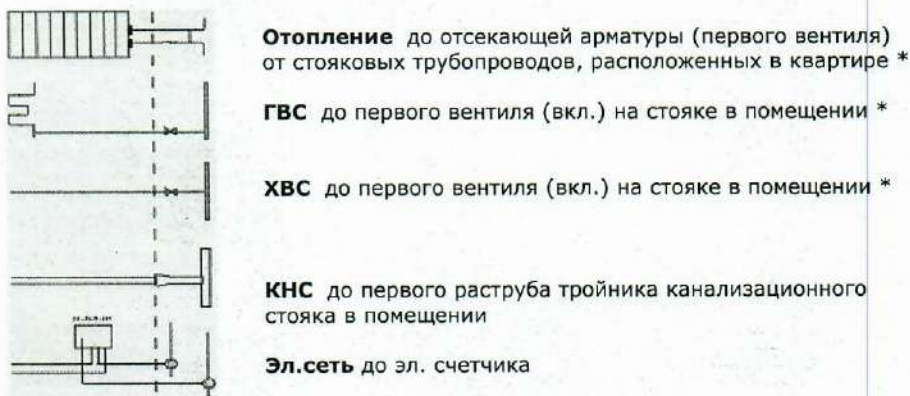 Отопление до отсекающей арматуры (первого вентиля)
от стояковых трубопроводов, расположенных в квартире *
ГВС до первого вентиля (вкл.) на стояке в помещении *
ХВС до первого вентиля (вкл.) на стояке в помещении *
КНС до первого раструба тройника канализационного
стояка в помещении
Эл.сеть до эл. счетчика